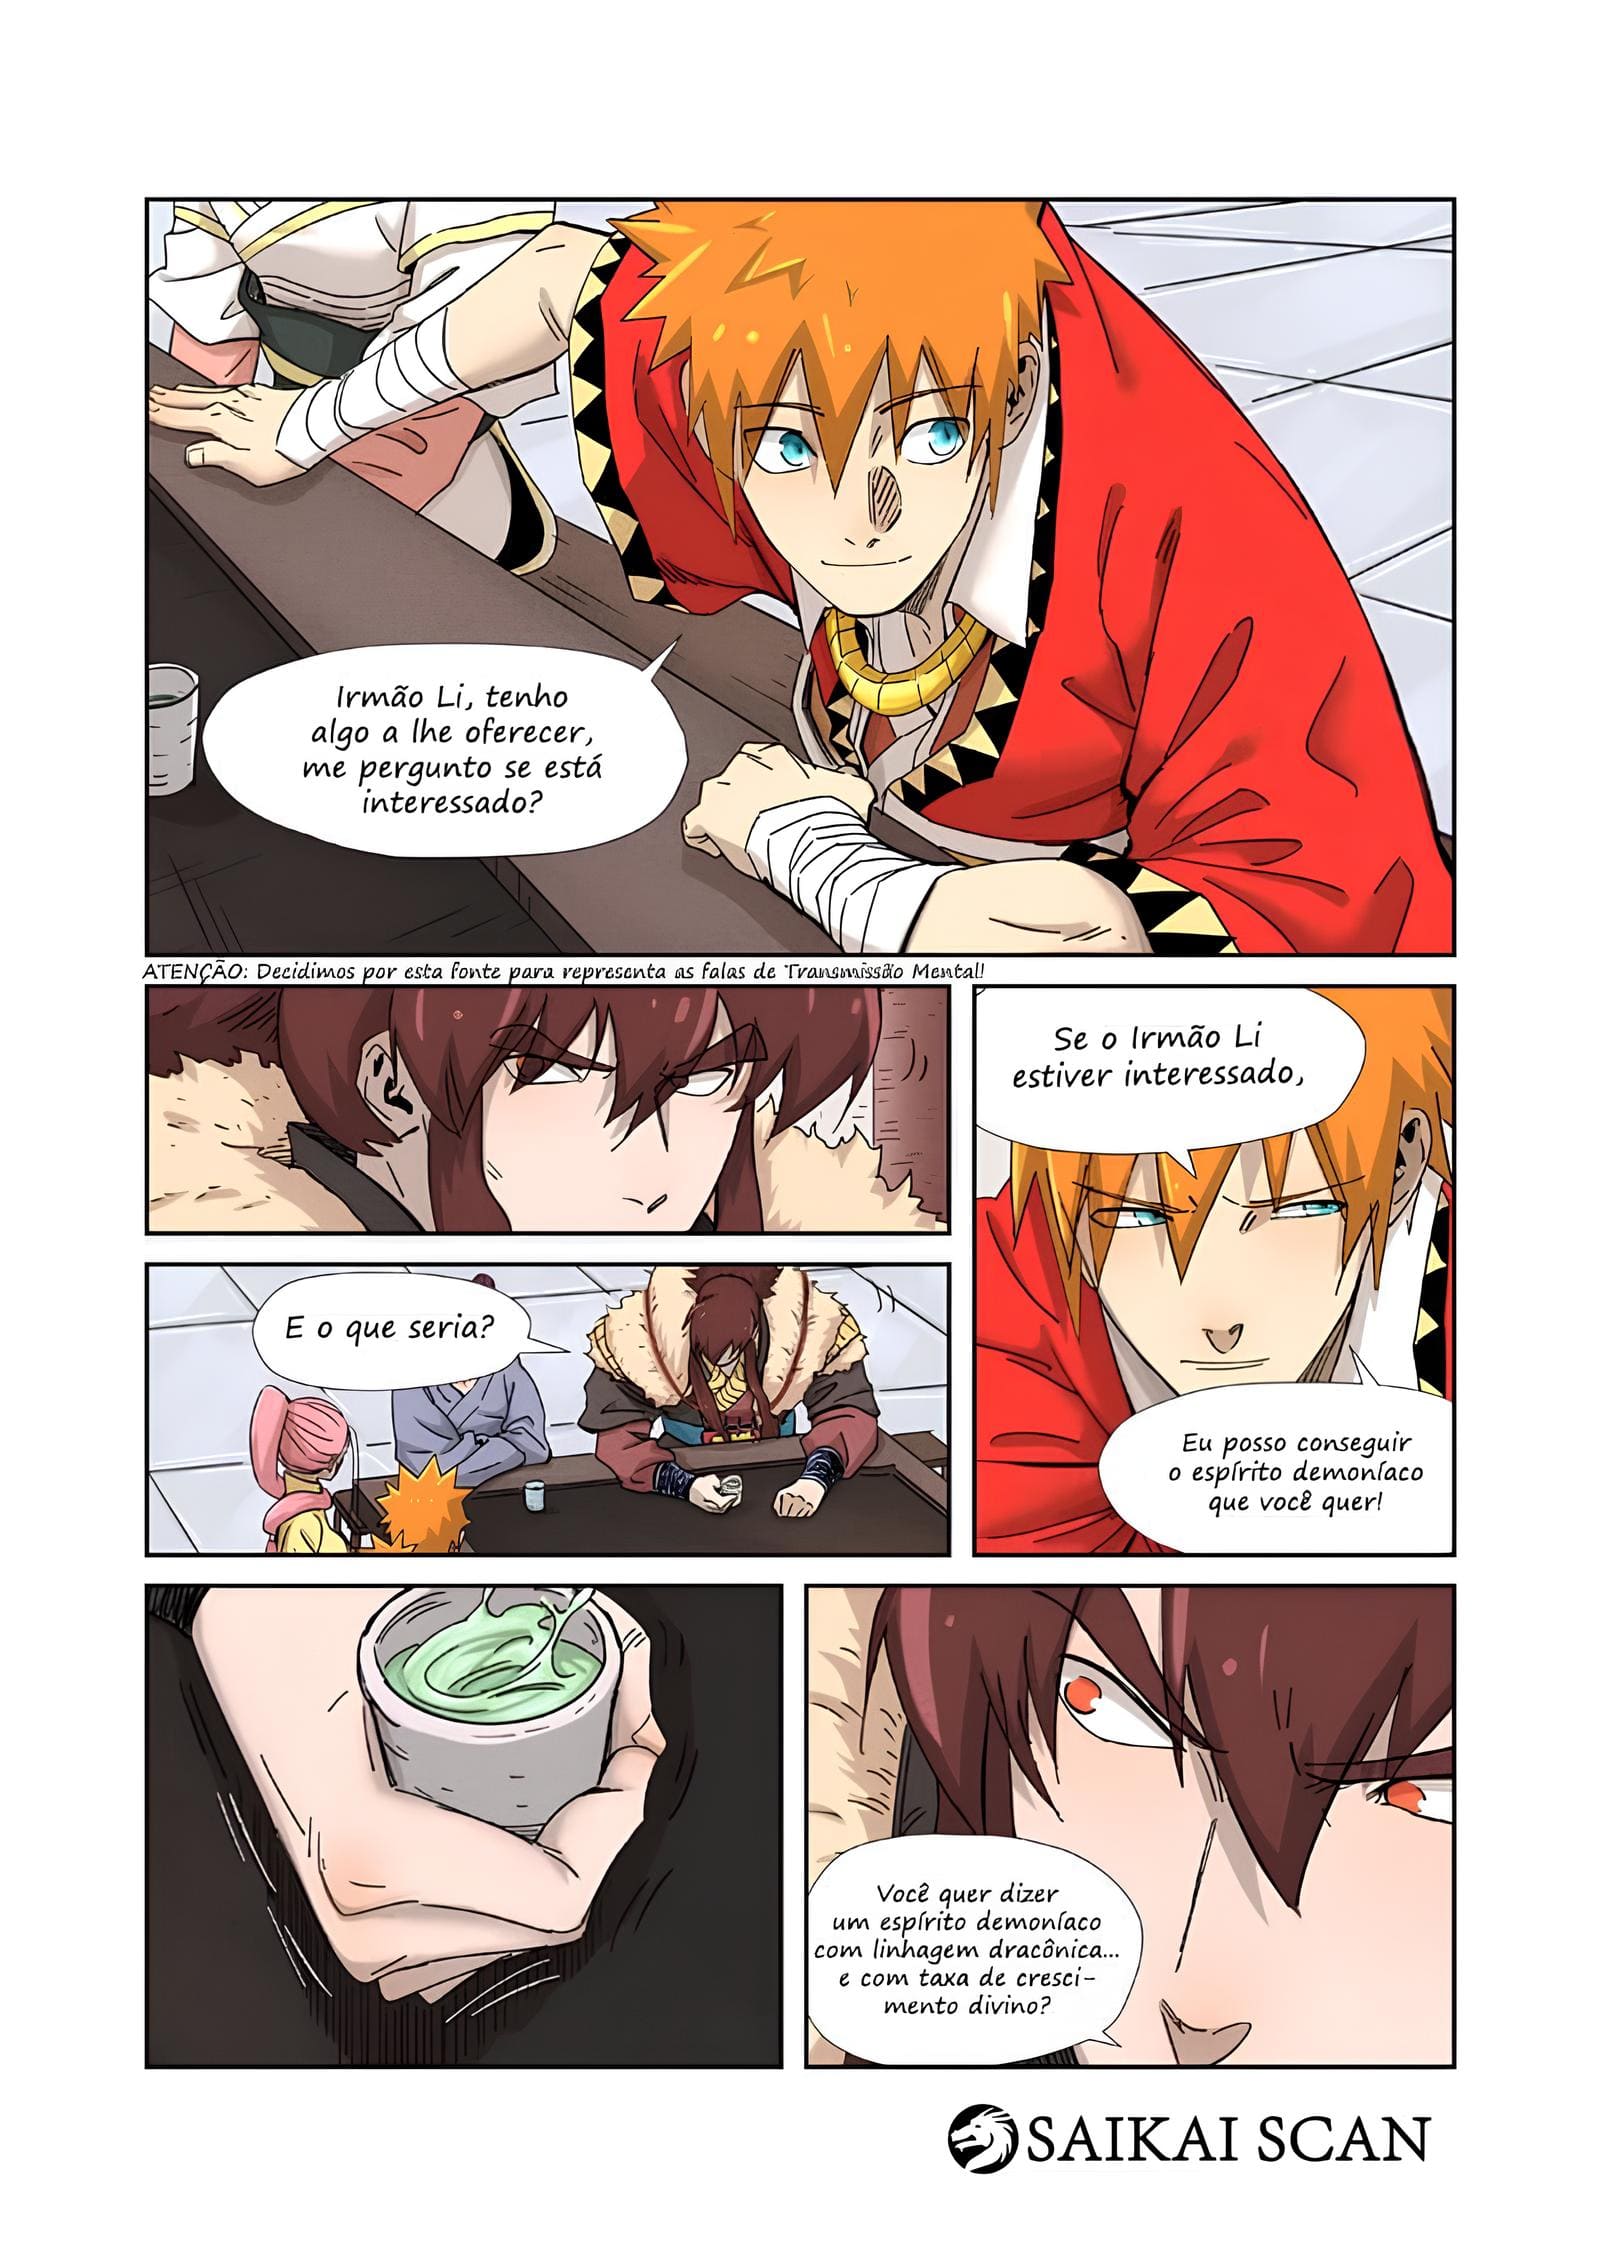 Irmão Li, tenho
algo a lhe oferecer,
me pergunto se está
interessado?
ATENÇÃO: Decidimos por esta fonte para representa as falas de Transmissão Mental!
E o que seria?
Se o Irmão Li
estiver interessado,
Eu posso conseguir
o espírito demoníaco
que você quer!
Você quer dizer
um espírito demoníaco
com linhagem dracônica...
e com taxa de cresci-
mento divino?
SAIKAI SCAN